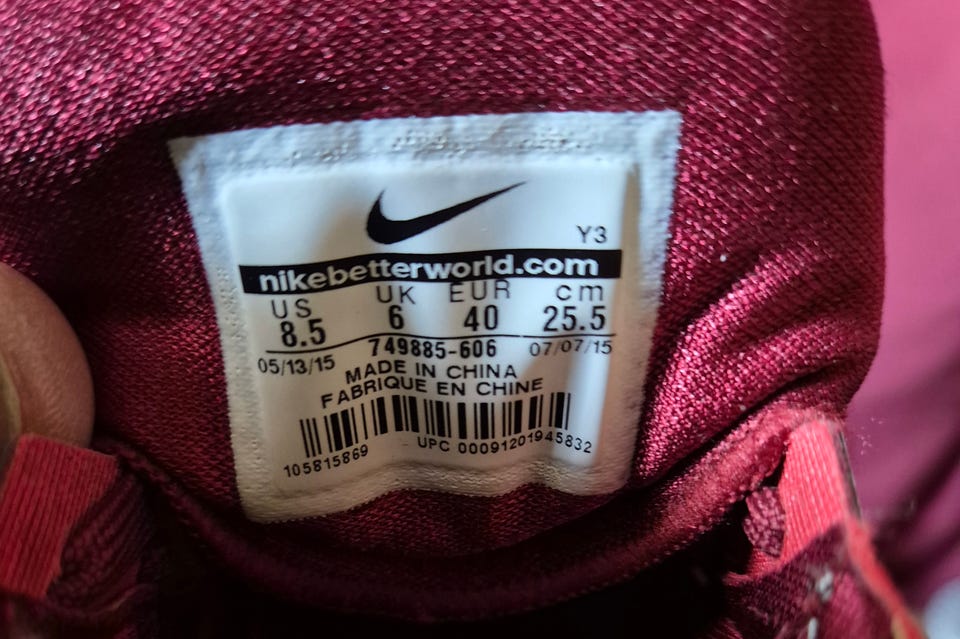 Y3
nikebetterworld.com
US UK EUR cm
8.5 6 40 25.5
05/13/15 749885-606 07/07/15
MADE IN CHINA
FABRIQUE EN CHINE
105815869 UPC 00091201945832